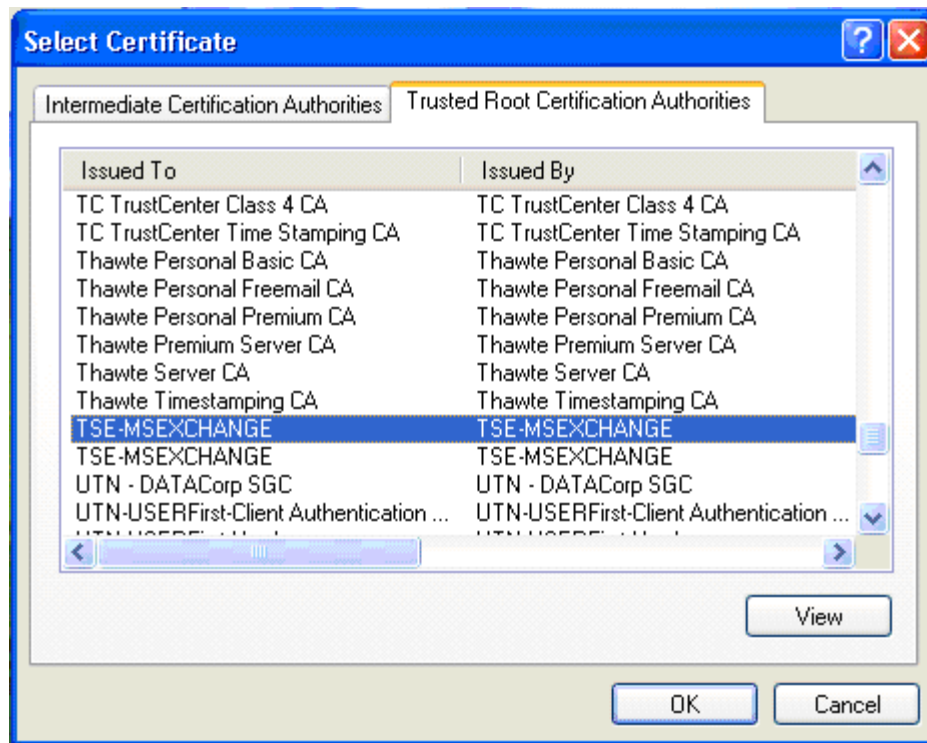 Select Certificate
Intermediate Certification Authorities Trusted Root Certification Authorities
Issued To Issued By
TC TrustCenter Class 4 CA TC TrustCenter Class 4 CA
TC TrustCenter Time Stamping CA TC TrustCenter Time Stamping CA
Thawte Personal Basic CA Thawte Personal Basic CA
Thawte Personal Freemail CA Thawte Personal Freemail CA
Thawte Personal Premium CA Thawte Personal Premium CA
Thawte Premium Server CA Thawte Premium Server CA
Thawte Server CA Thawte Server CA
Thawte Timestamping CA Thawte Timestamping CA
TSE-MSEXCHANGE TSE-MSEXCHANGE
TSE-MSEXCHANGE TSE-MSEXCHANGE
UTN - DATACorp SGC UTN - DATACorp SGC
UTN-USERFirst-Client Authentication ... UTN-USERFirst-Client Authentication ...
View
OK Cancel